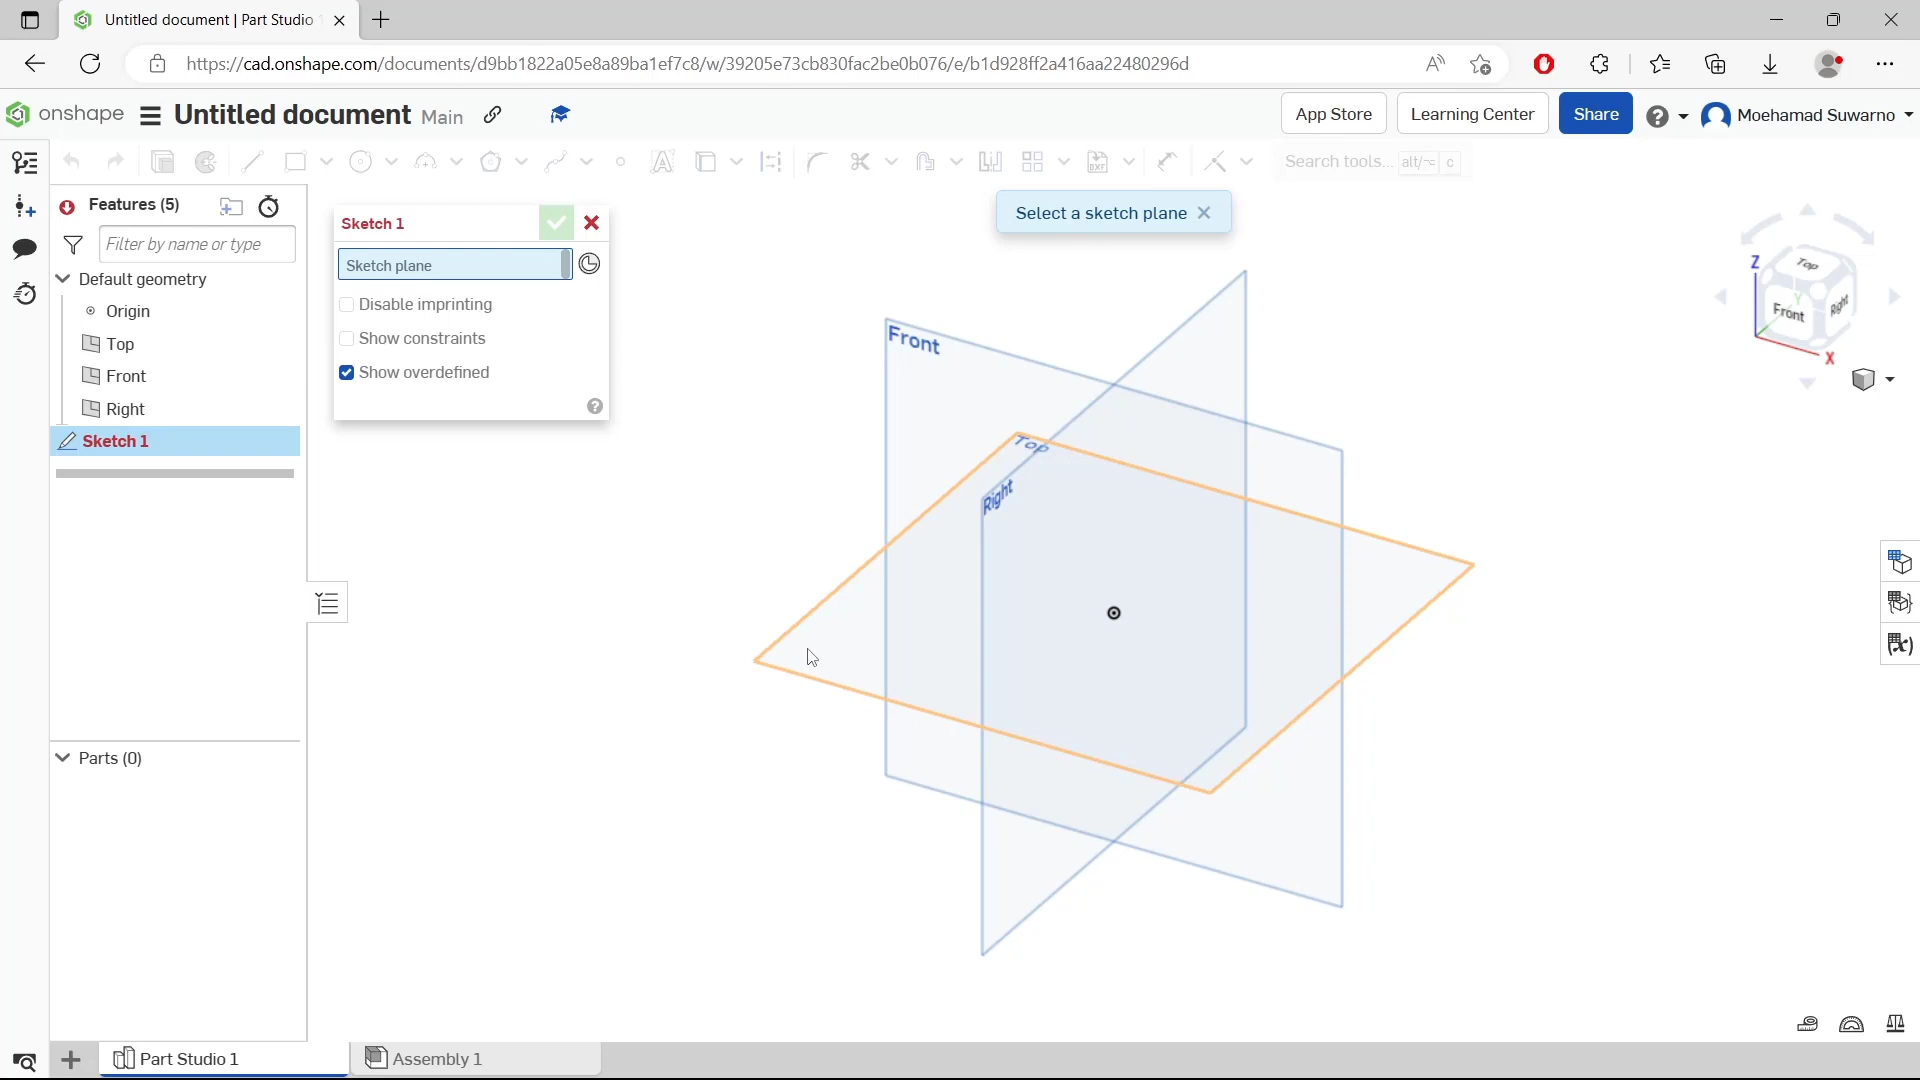 Untitled document | Part Studio
https://cad.onshape.com/documents/d9bb1822a05e8a89ba1ef7c8/w/39205e73cb830fac2be0b076/e/b1d928ff2a416aa22480296d
onshape Untitled document Main App Store Learning Center Share Moehamad Suwarno
Search tools... alt/⌥ c
Features (5)
Filter by name or type
Default geometry
Origin
Top
Front
Right
Sketch 1
Parts (0)
Sketch 1
Sketch plane
Disable imprinting
Show constraints
Show overdefined
Select a sketch plane
Front
Top
Right
Z
Top
Y
Front
Right
X
Part Studio 1
Assembly 1